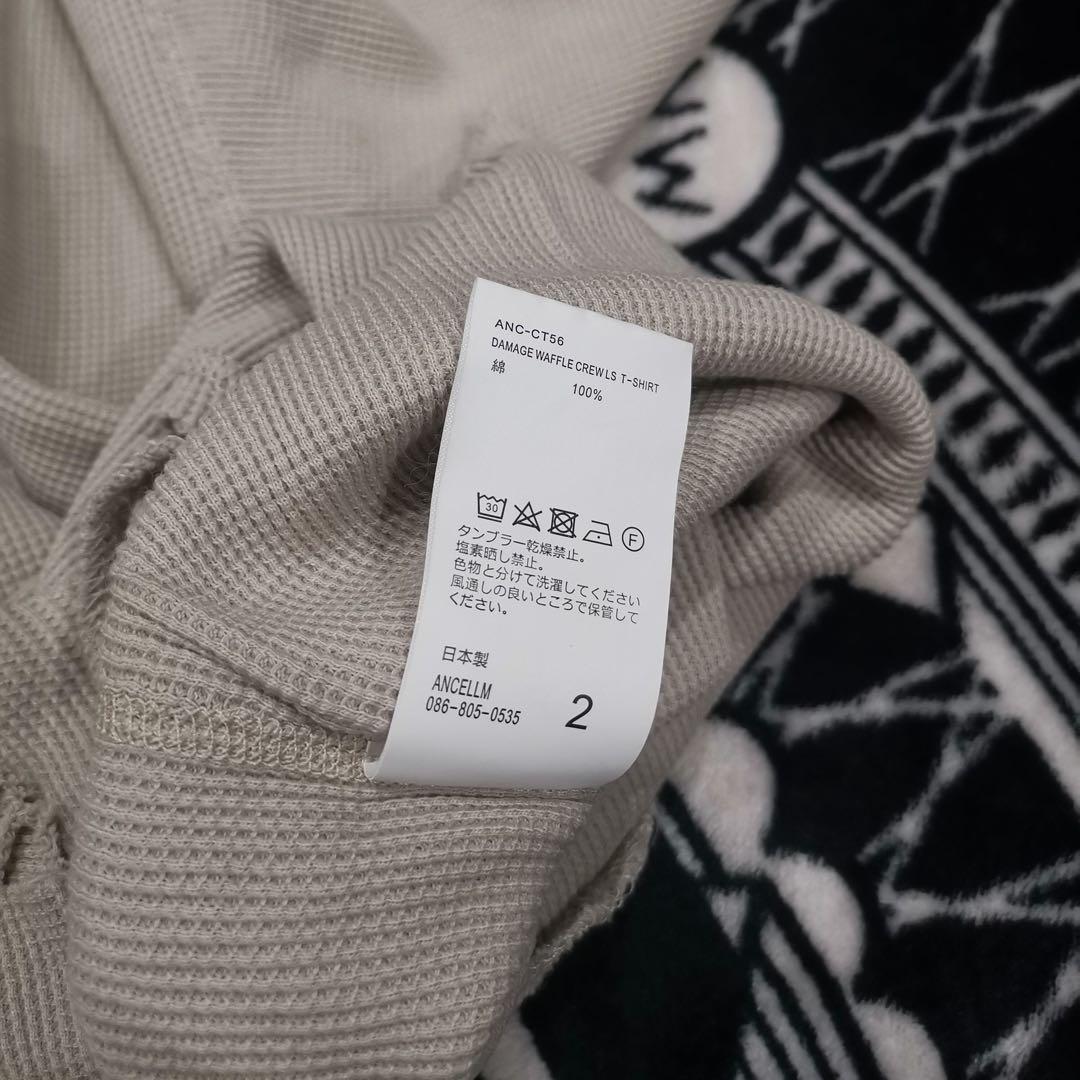 ANC-CT56
DAMAGE WAFFLE CREW LS T-SHIRT
綿 100%
30 F
タンブラー乾燥禁止。
塩素晒し禁止。
色物と分けて洗濯してください
風通しの良いところで保管して
ください。
日本製
ANCELLM
086-805-0535
2